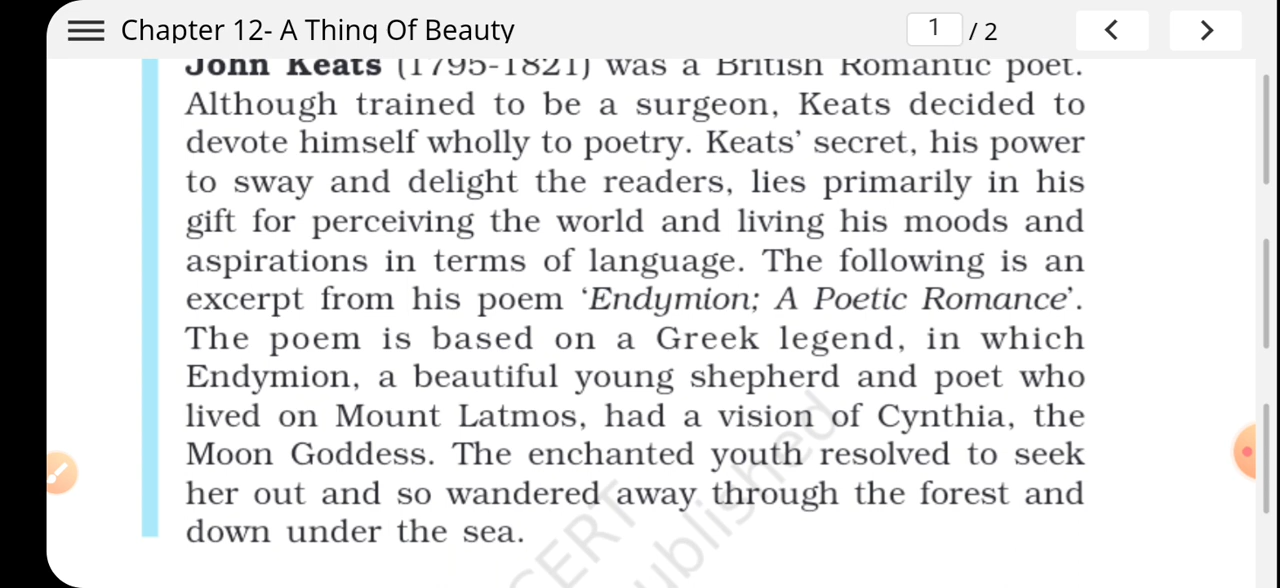 Chapter 12- A Thing Of Beauty
1 / 2
John Keats (1795-1821) was a British Romantic poet.
Although trained to be a surgeon, Keats decided to
devote himself wholly to poetry. Keats’ secret, his power
to sway and delight the readers, lies primarily in his
gift for perceiving the world and living his moods and
aspirations in terms of language. The following is an
excerpt from his poem ‘Endymion; A Poetic Romance’.
The poem is based on a Greek legend, in which
Endymion, a beautiful young shepherd and poet who
lived on Mount Latmos, had a vision of Cynthia, the
Moon Goddess. The enchanted youth resolved to seek
her out and so wandered away through the forest and
down under the sea.